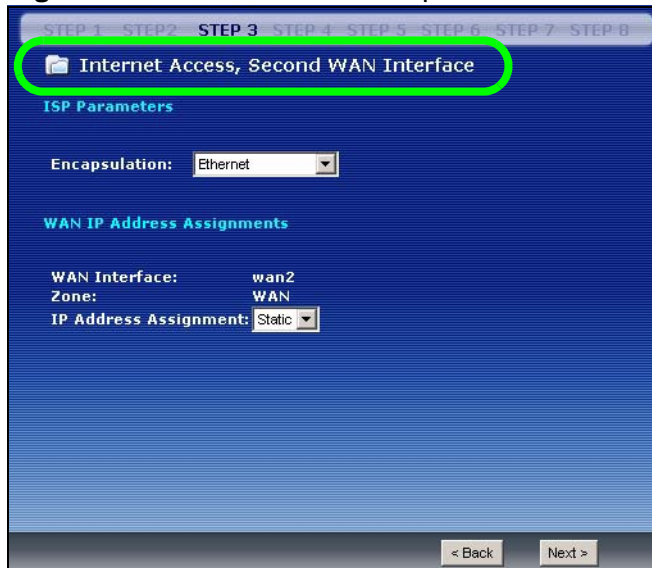 STEP 1 STEP2 STEP 3 STEP 4 STEP 5 STEP 6 STEP 7 STEP 8
Internet Access, Second WAN Interface
ISP Parameters
Encapsulation: Ethernet
WAN IP Address Assignments
WAN Interface: wan2
Zone: WAN
IP Address Assignment: Static
< Back Next >